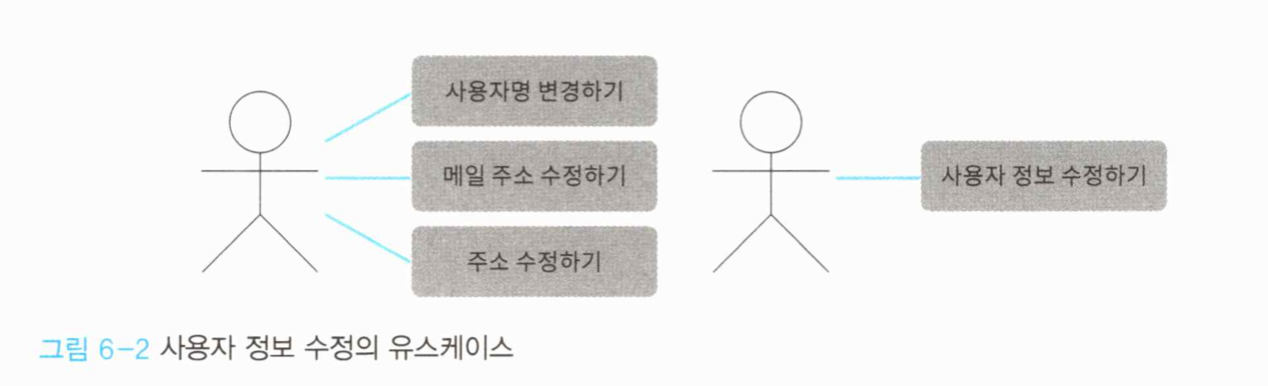 사용자명 변경하기
메일 주소 수정하기
주소 수정하기
사용자 정보 수정하기
그림 6-2 사용자 정보 수정의 유스케이스